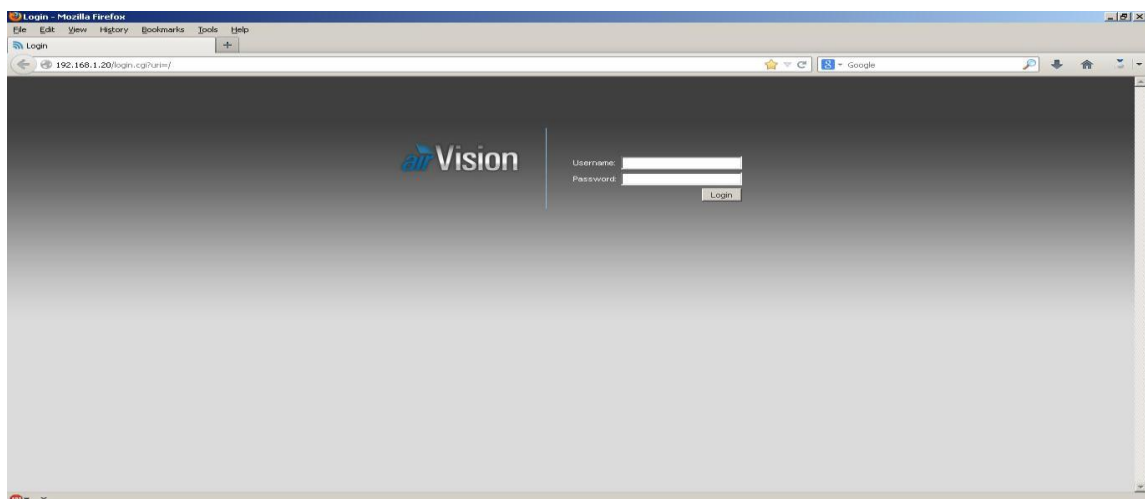 Login - Mozilla Firefox
File Edit View History Bookmarks Tools Help
Login
192.168.1.20/login.cgi?uri=/
Google
airVision
Username:
Password:
Login